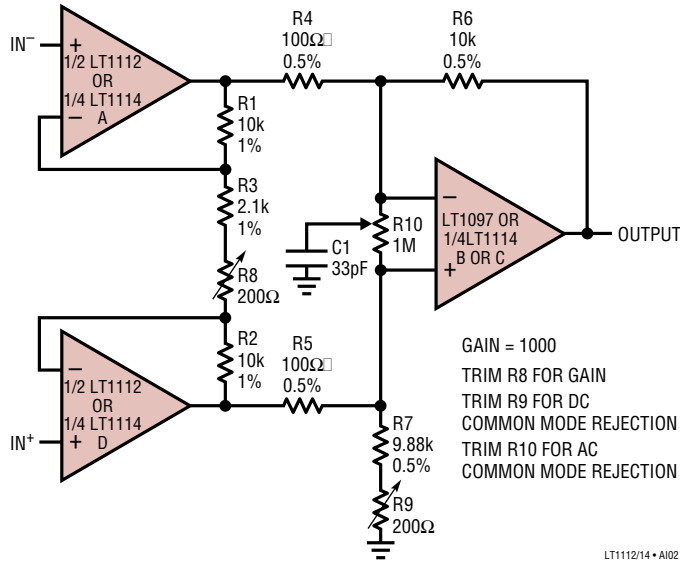 IN−
+
1/2 LT1112
OR
1/4 LT1114
−
A
R4
100Ω□
0.5%
R6
10k
0.5%
R1
10k
1%
R3
2.1k
1%
R8
200Ω
C1
33pF
R10
1M
−
LT1097 OR
1/4LT1114
B OR C
+
OUTPUT
−
1/2 LT1112
OR
1/4 LT1114
+
D
IN+
R2
10k
1%
R5
100Ω□
0.5%
R7
9.88k
0.5%
R9
200Ω
GAIN = 1000
TRIM R8 FOR GAIN
TRIM R9 FOR DC
COMMON MODE REJECTION
TRIM R10 FOR AC
COMMON MODE REJECTION
LT1112/14 • AI02